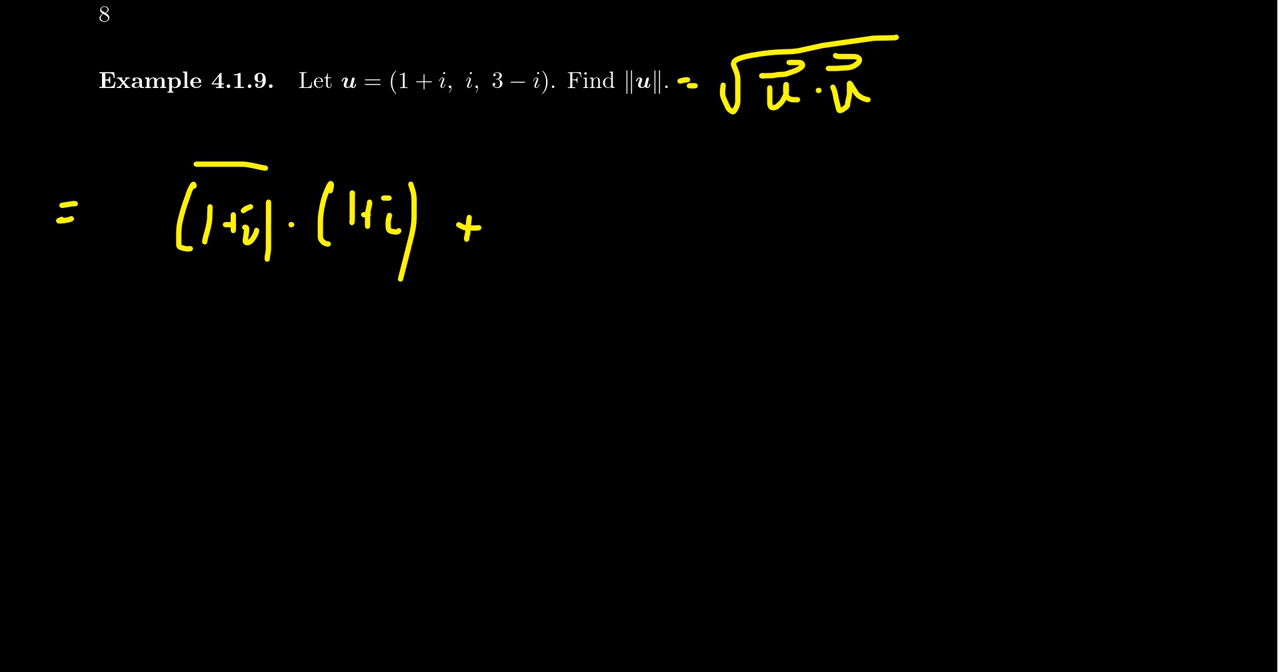 8
Example 4.1.9. Let u = (1 + i, i, 3 − i). Find ‖u‖. = √(u⃗ · u⃗)
= (1+i)̅ · (1+i) +